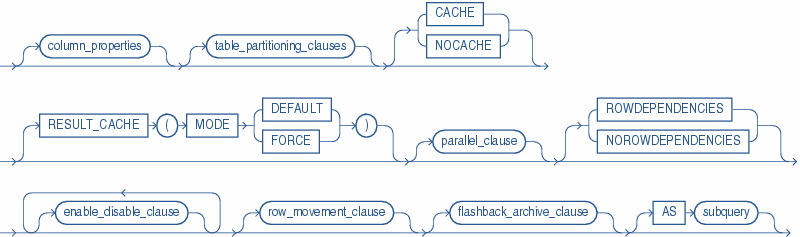 column_properties table_partitioning_clauses CACHE
NOCACHE
RESULT_CACHE ( MODE DEFAULT ) parallel_clause ROWDEPENDENCIES
FORCE NOROWDEPENDENCIES
enable_disable_clause row_movement_clause flashback_archive_clause AS subquery